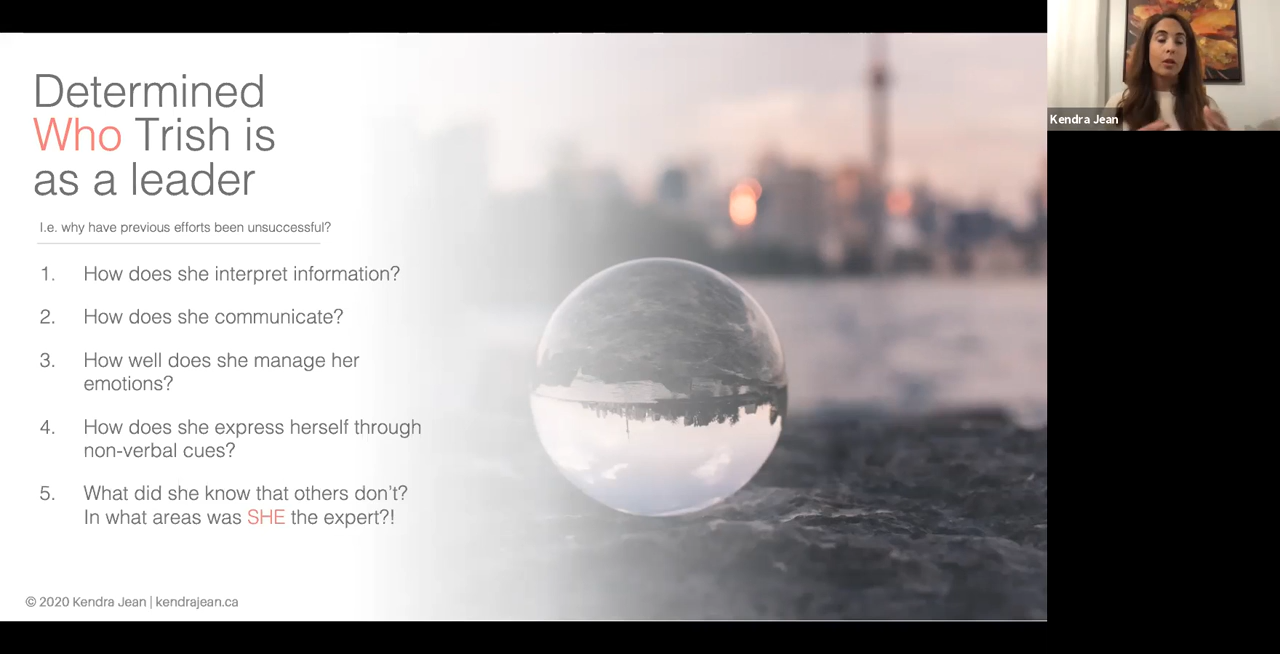 Determined
Who Trish is
as a leader
I.e. why have previous efforts been unsuccessful?
1. How does she interpret information?
2. How does she communicate?
3. How well does she manage her
emotions?
4. How does she express herself through
non-verbal cues?
5. What did she know that others don't?
In what areas was SHE the expert?!
© 2020 Kendra Jean | kendrajean.ca
Kendra Jean